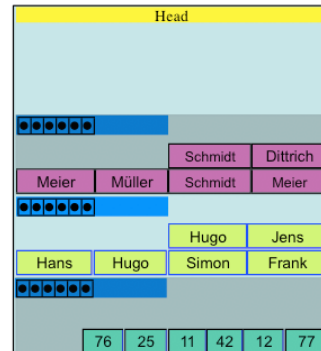 Head
Schmidt Dittrich
Meier Müller Schmidt Meier
Hugo Jens
Hans Hugo Simon Frank
76 25 11 42 12 77